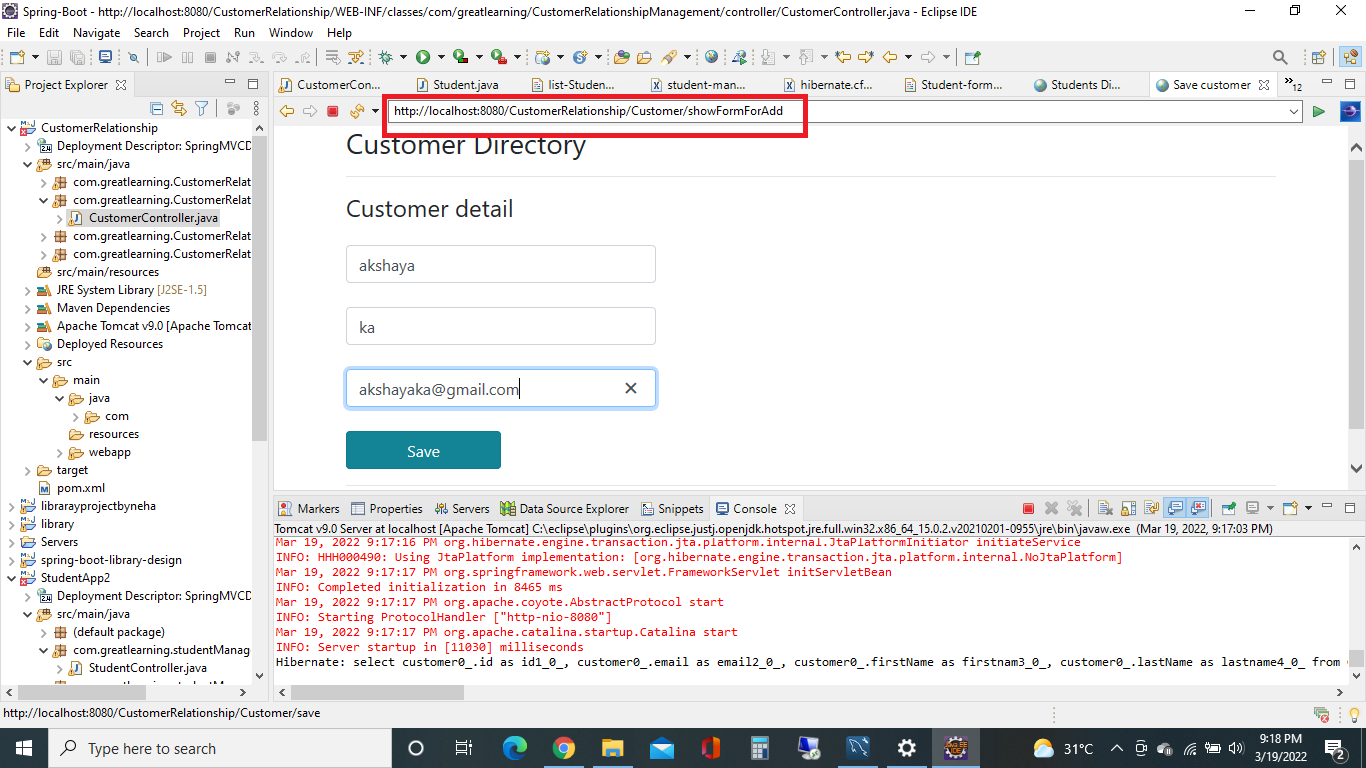 Spring-Boot - http://localhost:8080/CustomerRelationship/WEB-INF/classes/com/greatlearning/CustomerRelationshipManagement/controller/CustomerController.java - Eclipse IDE
File Edit Navigate Search Project Run Window Help
Project Explorer
CustomerCon... Student.java list-Studen... student-man... hibernate.cf... Student-form... Students Di... Save customer 12
http://localhost:8080/CustomerRelationship/Customer/showFormForAdd
CustomerRelationship
Deployment Descriptor: SpringMVCD
src/main/java
com.greatlearning.CustomerRelat
com.greatlearning.CustomerRelat
CustomerController.java
com.greatlearning.CustomerRelat
com.greatlearning.CustomerRelat
src/main/resources
JRE System Library [J2SE-1.5]
Maven Dependencies
Apache Tomcat v9.0 [Apache Tomcat
Deployed Resources
src
main
java
com
resources
webapp
target
pom.xml
librarayprojectbyneha
library
Servers
spring-boot-library-design
StudentApp2
Deployment Descriptor: SpringMVCD
src/main/java
(default package)
com.greatlearning.studentManag
StudentController.java
Customer Directory
Customer detail
akshaya
ka
akshayaka@gmail.com
Save
Markers Properties Servers Data Source Explorer Snippets Console
Tomcat v9.0 Server at localhost [Apache Tomcat] C:\eclipse\plugins\org.eclipse.justj.openjdk.hotspot.jre.full.win32.x86_64_15.0.2.v20210201-0955\jre\bin\javaw.exe (Mar 19, 2022, 9:17:03 PM)
Mar 19, 2022 9:17:16 PM org.hibernate.engine.transaction.jta.platform.internal.JtaPlatformInitiator initiateService
INFO: HHH000490: Using JtaPlatform implementation: [org.hibernate.engine.transaction.jta.platform.internal.NoJtaPlatform]
Mar 19, 2022 9:17:17 PM org.springframework.web.servlet.FrameworkServlet initServletBean
INFO: Completed initialization in 8465 ms
Mar 19, 2022 9:17:17 PM org.apache.coyote.AbstractProtocol start
INFO: Starting ProtocolHandler ["http-nio-8080"]
Mar 19, 2022 9:17:17 PM org.apache.catalina.startup.Catalina start
INFO: Server startup in [11030] milliseconds
Hibernate: select customer0_.id as id1_0_, customer0_.email as email2_0_, customer0_.firstName as firstnam3_0_, customer0_.lastName as lastname4_0_ from
http://localhost:8080/CustomerRelationship/Customer/save
Type here to search
31°C
9:18 PM
3/19/2022
2